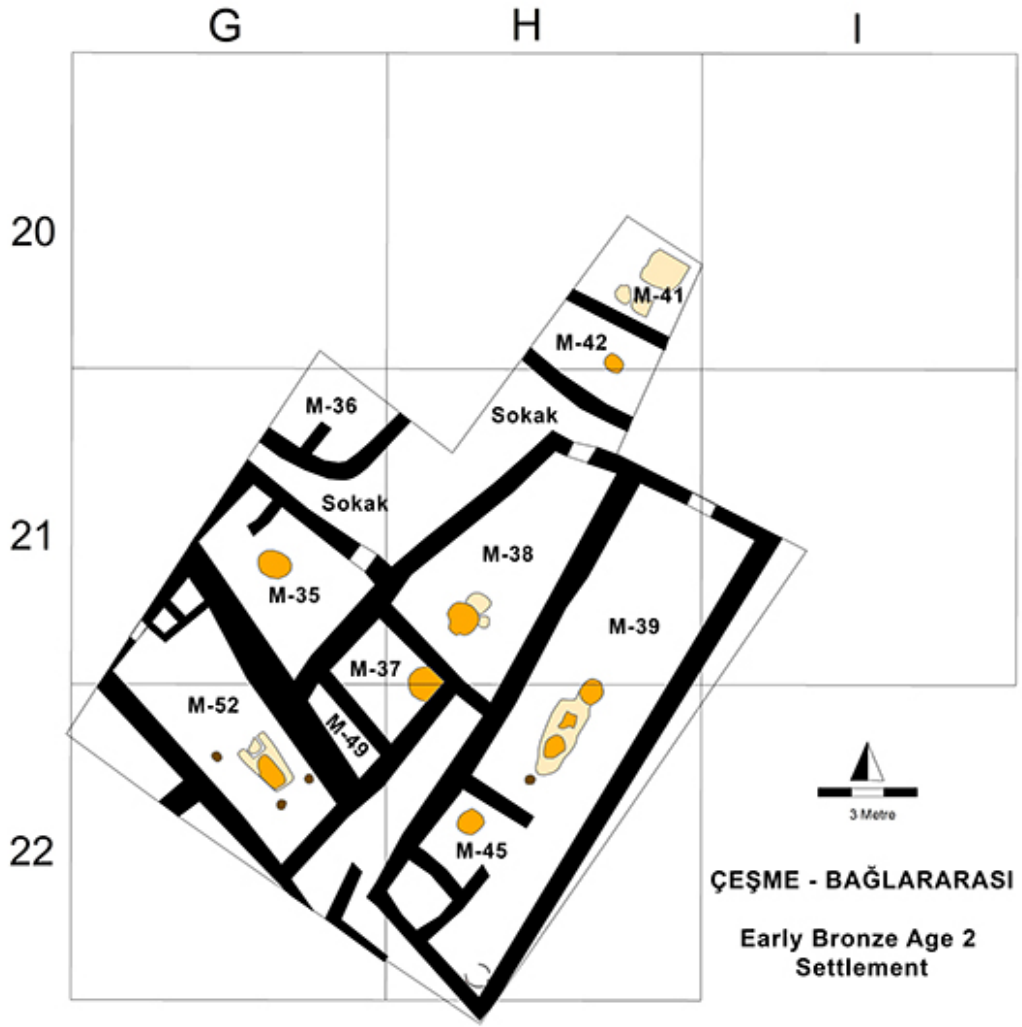 G H I
20
M-41
M-42
M-36
Sokak
Sokak
21
M-38
M-35
M-39
M-37
M-52
M-49
3 Metre
22
M-45
ÇEŞME - BAĞLARARASI
Early Bronze Age 2
Settlement